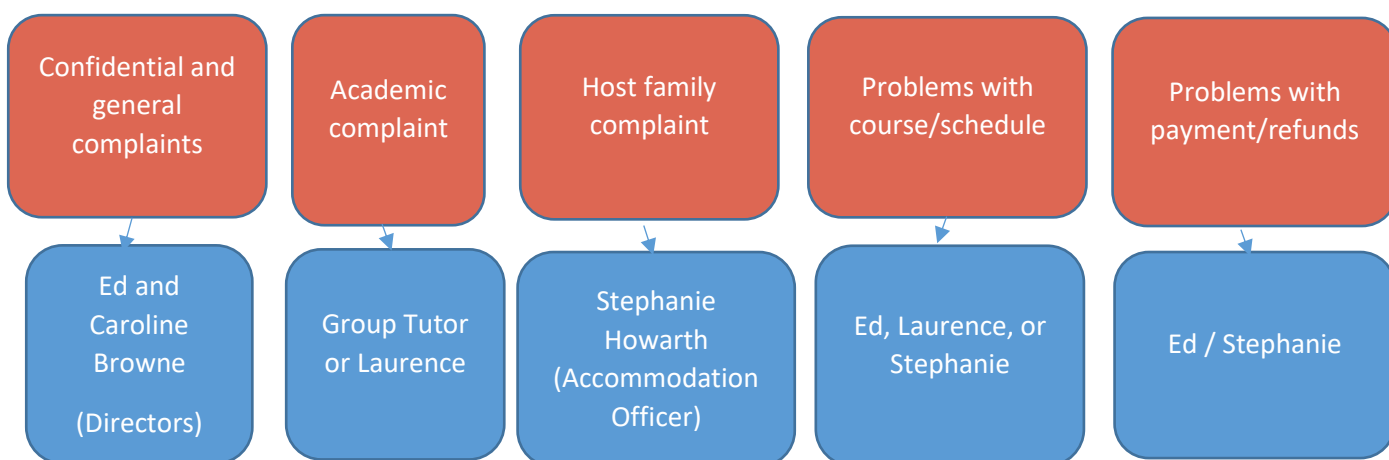 Confidential and
general
complaints
Academic
complaint
Host family
complaint
Problems with
course/schedule
Problems with
payment/refunds
Ed and
Caroline
Browne
(Directors)
Group Tutor
or Laurence
Stephanie
Howarth
(Accommodation
Officer)
Ed, Laurence, or
Stephanie
Ed / Stephanie